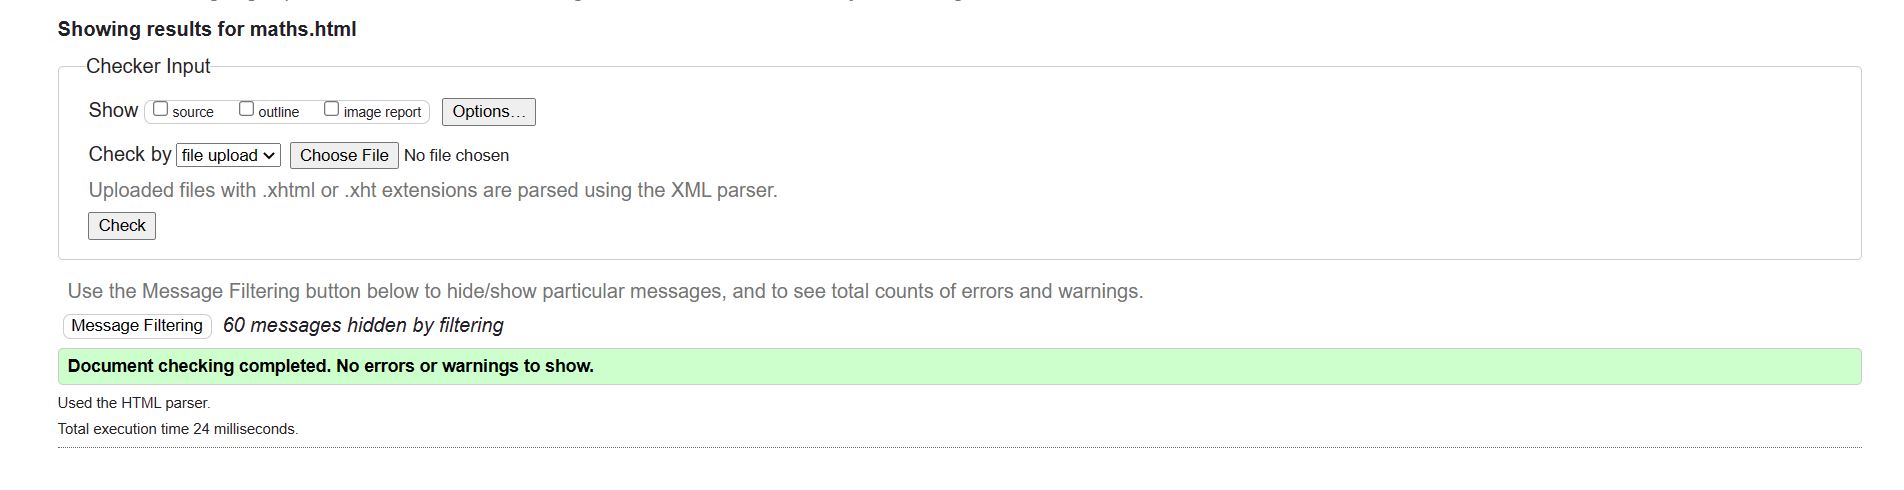 Showing results for maths.html
Checker Input
Show source outline image report Options...
Check by file upload Choose File No file chosen
Uploaded files with .xhtml or .xht extensions are parsed using the XML parser.
Check
Use the Message Filtering button below to hide/show particular messages, and to see total counts of errors and warnings.
Message Filtering 60 messages hidden by filtering
Document checking completed. No errors or warnings to show.
Used the HTML parser.
Total execution time 24 milliseconds.